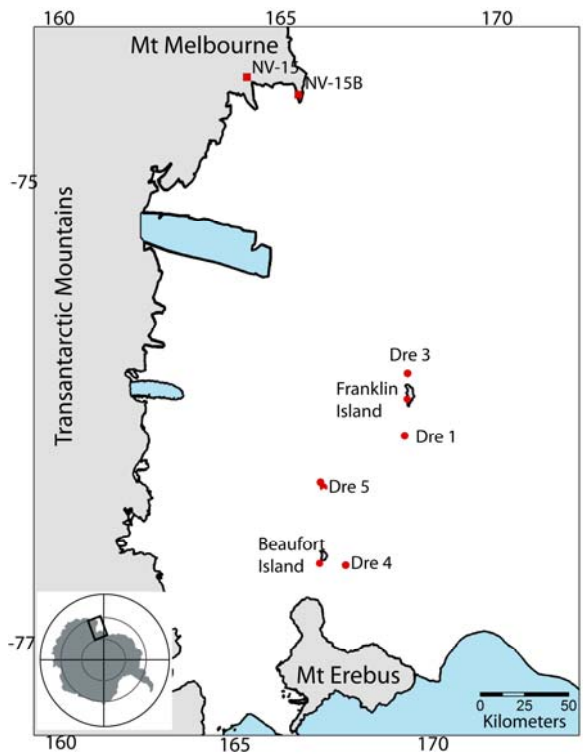 160
165
170
Mt Melbourne
NV-15
NV-15B
-75
Transantarctic Mountains
Dre 3
Franklin
Island
Dre 1
Dre 5
Beaufort
Island
Dre 4
-77
Mt Erebus
0 25 50
Kilometers
160
165
170